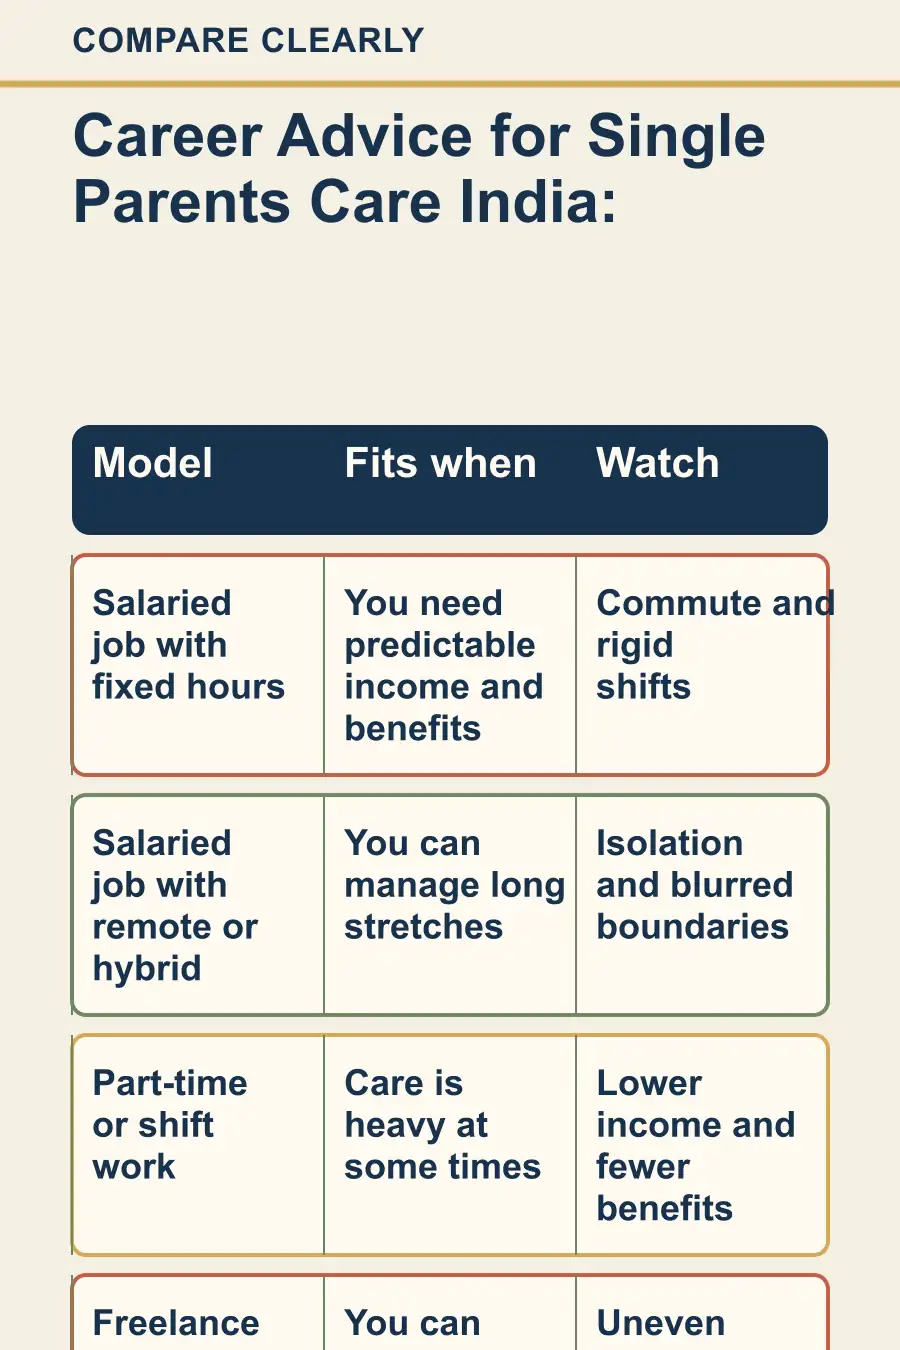 COMPARE CLEARLY
Career Advice for Single
Parents Care India:
Model
Fits when
Watch
Salaried
job with
fixed hours
You need
predictable
income and
benefits
Commute and
rigid
shifts
Salaried
job with
remote or
hybrid
You can
manage long
stretches
Isolation
and blurred
boundaries
Part-time
or shift
work
Care is
heavy at
some times
Lower
income and
fewer
benefits
Freelance
You can
Uneven